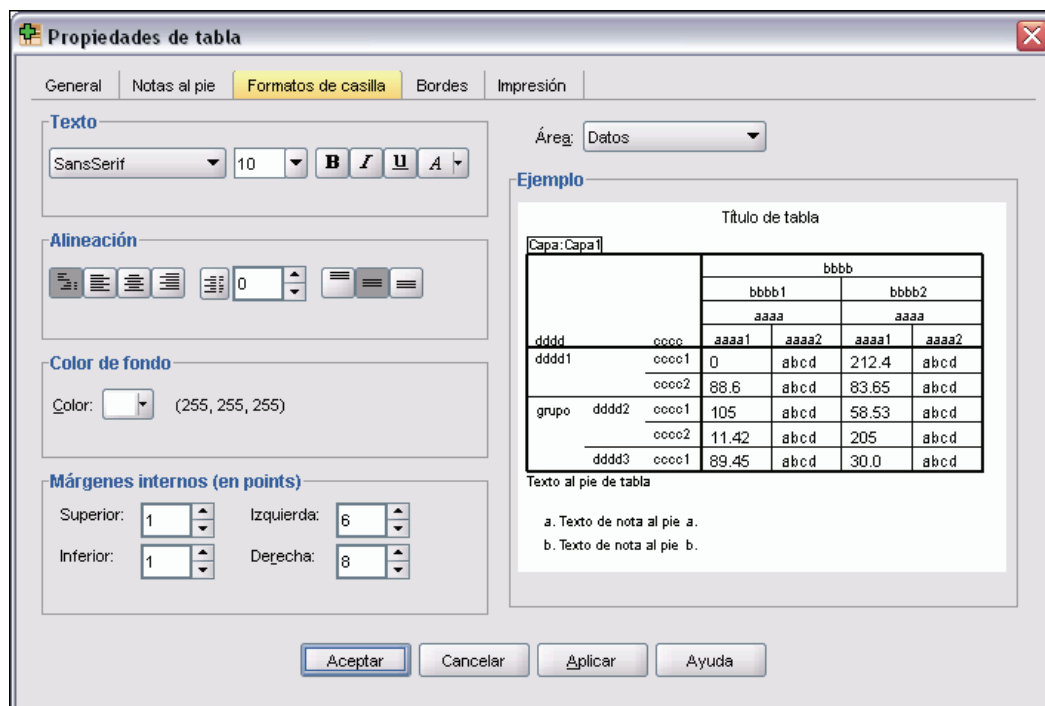 Propiedades de tabla
General Notas al pie Formatos de casilla Bordes Impresión
Texto
SansSerif 10 B I U A
Alineación
0
Color de fondo
Color: (255, 255, 255)
Márgenes internos (en points)
Superior: 1 Izquierda: 6
Inferior: 1 Derecha: 8
Área: Datos
Ejemplo
Título de tabla
Capa:Capa1
bbbb
bbbb1 bbbb2
aaaa aaaa
dddd cccc aaaa1 aaaa2 aaaa1 aaaa2
dddd1 cccc1 0 abcd 212.4 abcd
cccc2 88.6 abcd 83.65 abcd
grupo dddd2 cccc1 105 abcd 58.53 abcd
cccc2 11.42 abcd 205 abcd
dddd3 cccc1 89.45 abcd 30.0 abcd
Texto al pie de tabla
a. Texto de nota al pie a.
b. Texto de nota al pie b.
Aceptar Cancelar Aplicar Ayuda